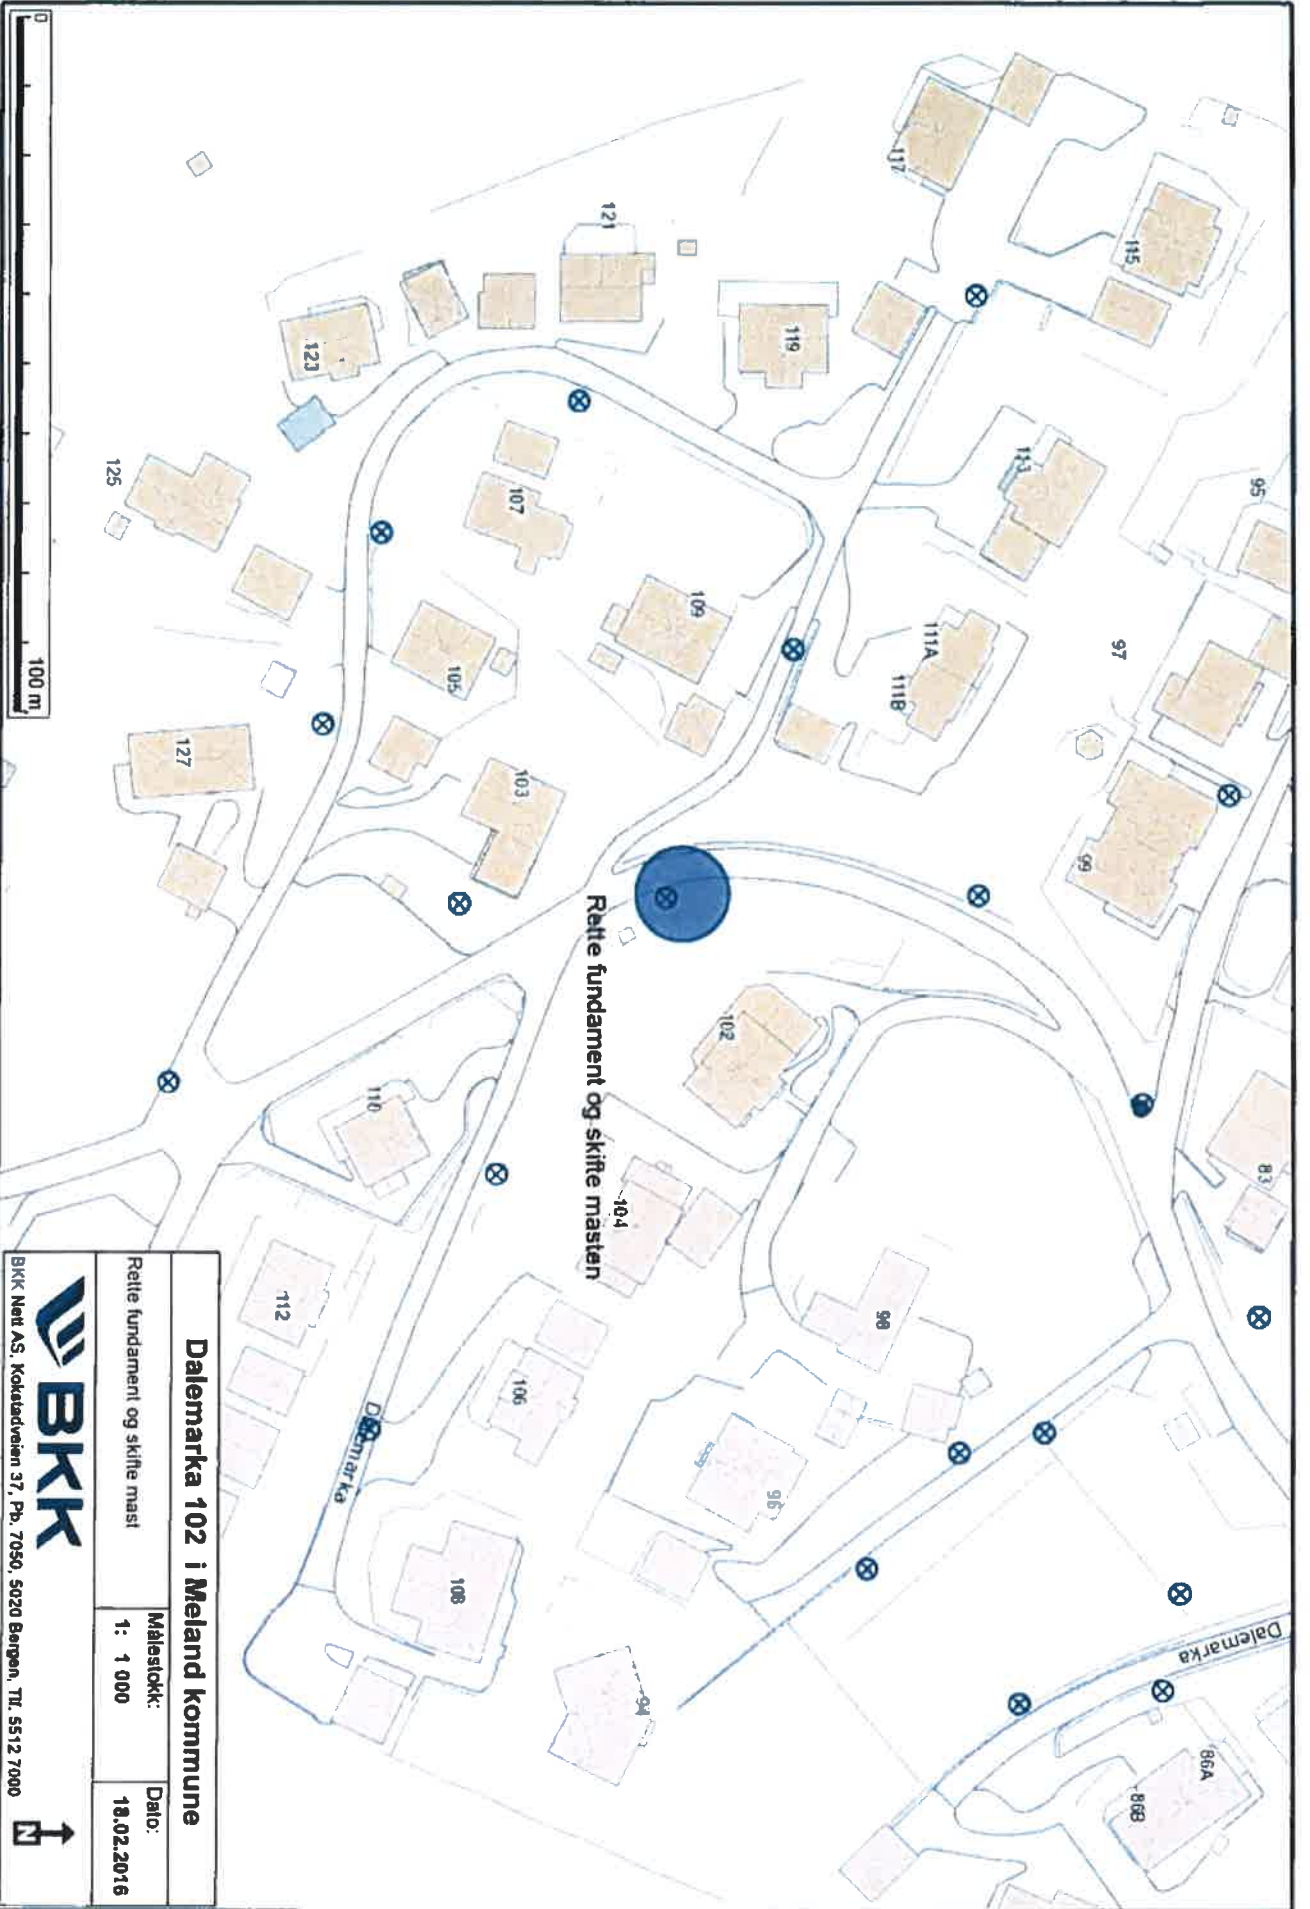 117
115
121
119
123
113
95
125
107
109
111A
111B
97
105
127
103
99
Rette fundament og skifte masten
102
110
104
83
112
98
106
96
Dalemarka
108
94
Dalemarka
86A
86B
0
100 m
Dalemarka 102 i Meland kommune
Rette fundament og skifte mast
Målestokk:
1: 1 000
Dato:
18.02.2016
BKK
BKK Nett AS, Kokstadveien 37, Pb. 7050, 5020 Bergen, Tlf. 5512 7000
N